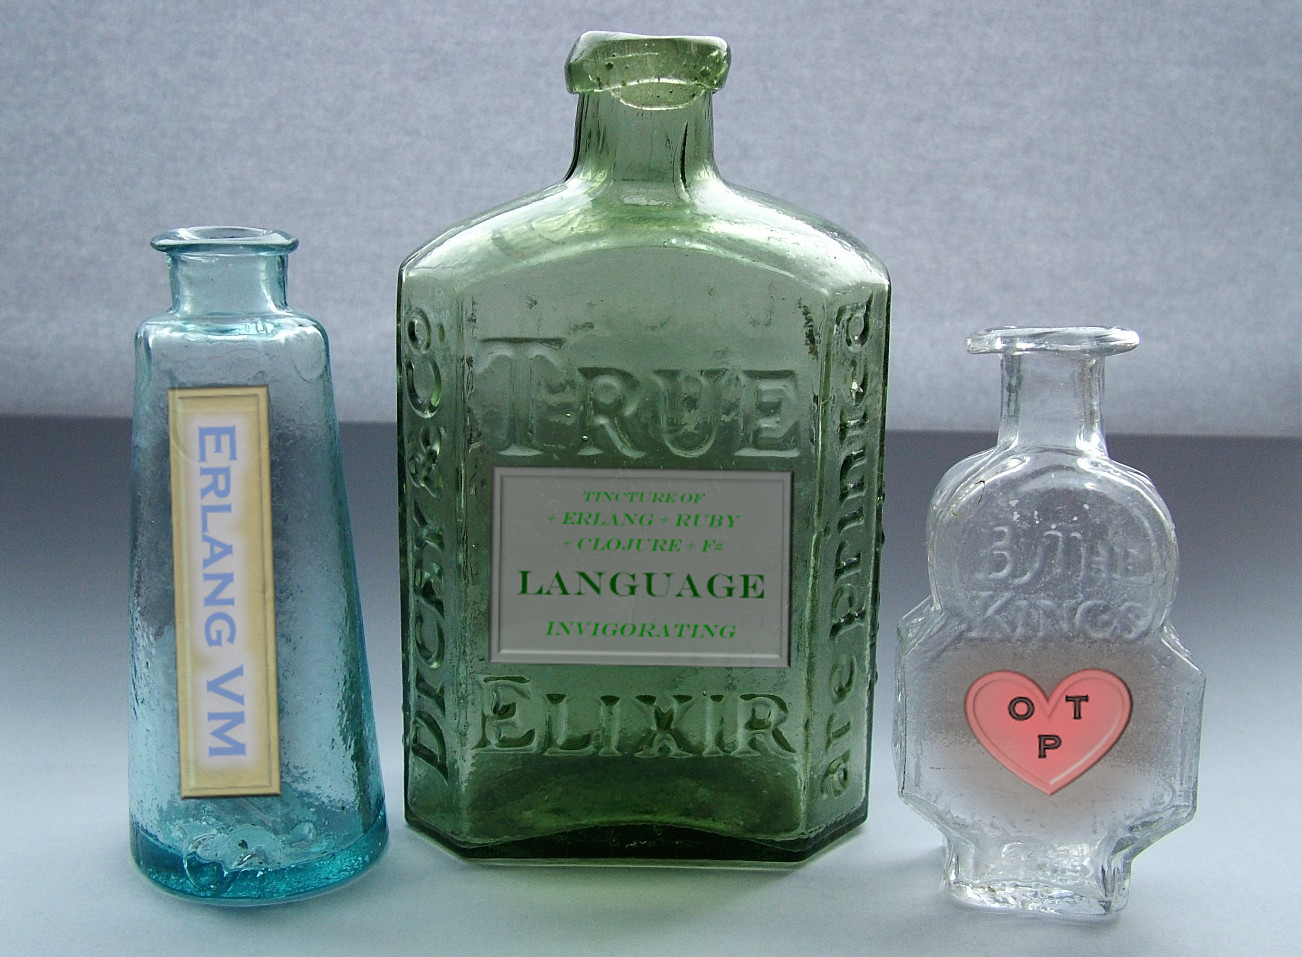 ERLANG VM
DICEY & CO.
TRUE
TINCTURE OF
+ ERLANG + RUBY
+ CLOJURE + F#
LANGUAGE
INVIGORATING
ELIXIR
BY THE
KINGS
O T
P